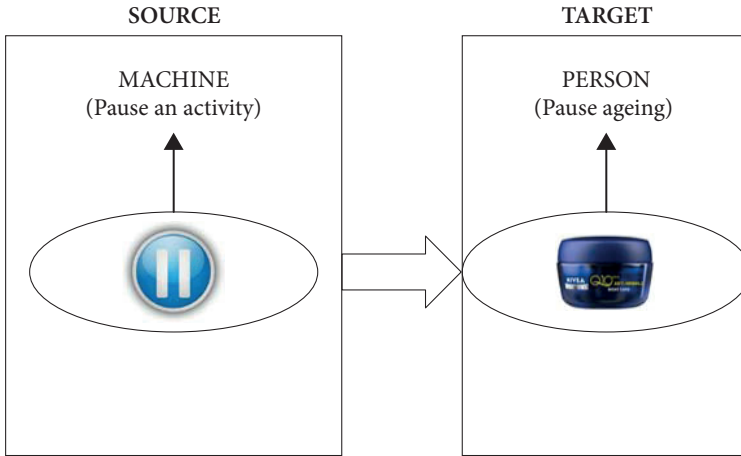 SOURCE
TARGET
MACHINE
(Pause an activity)
PERSON
(Pause ageing)
NIVEA
Q10